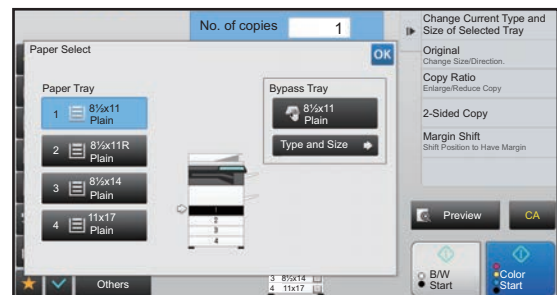 No. of copies
1
Paper Select
OK
Paper Tray
1
8½x11
Plain
2
8½x11R
Plain
3
8½x14
Plain
4
11x17
Plain
Bypass Tray
8½x11
Plain
Type and Size
1
2
3
4
Others
3 8½x14
4 11x17
Change Current Type and
Size of Selected Tray
Original
Change Size/Direction.
Copy Ratio
Enlarge/Reduce Copy
2-Sided Copy
Margin Shift
Shift Position to Have Margin
Preview
CA
B/W
Start
Color
Start